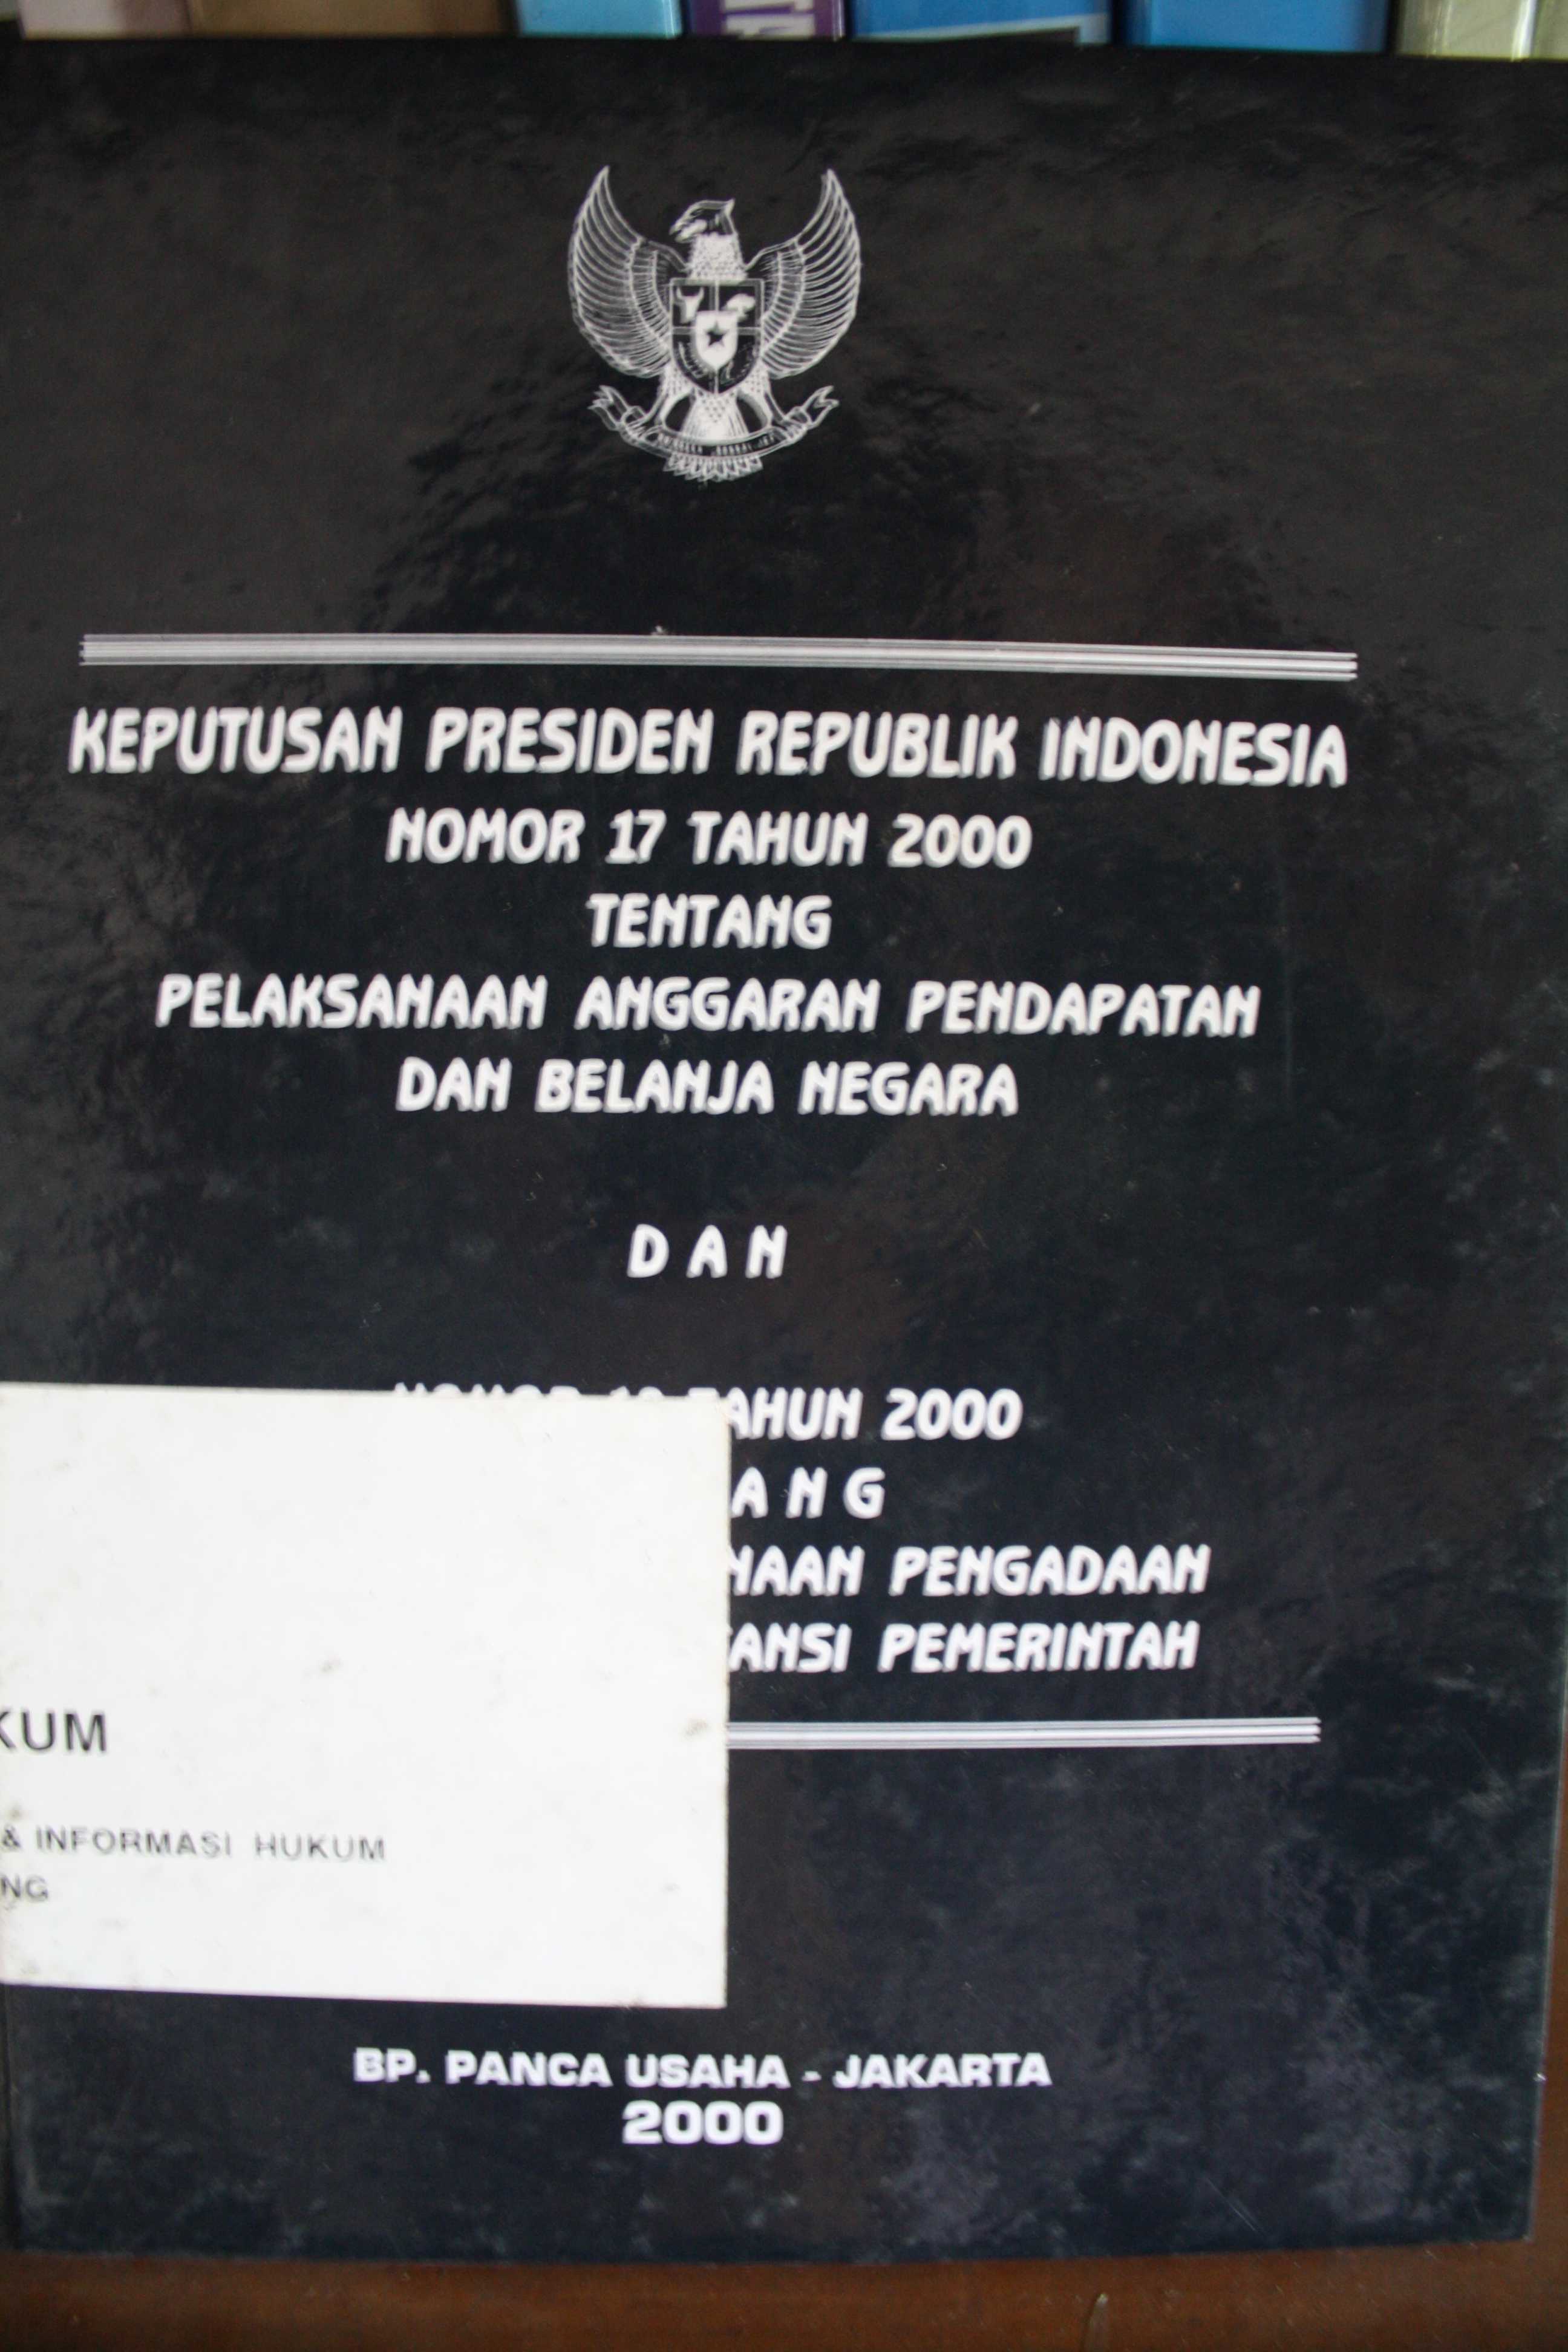 KEPUTUSAN PRESIDEN REPUBLIK INDONESIA
NOMOR 17 TAHUN 2000
TENTANG
PELAKSANAAN ANGGARAN PENDAPATAN
DAN BELANJA NEGARA
D A N
AHUN 2000
A N G
NAAN PENGADAAN
ANSI PEMERINTAH
KUM
& INFORMASI HUKUM
NG
BP. PANCA USAHA - JAKARTA
2000